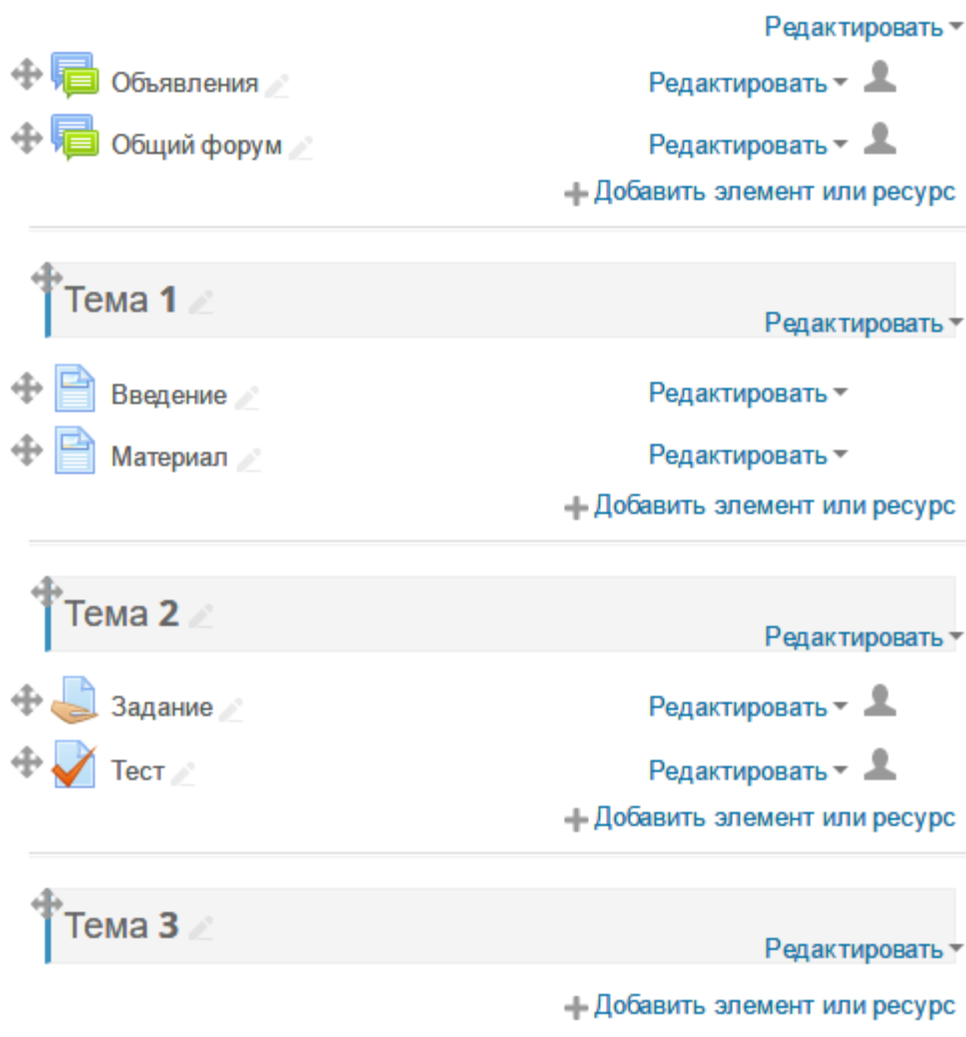 Редактировать
Объявления Редактировать
Общий форум Редактировать
Добавить элемент или ресурс
Тема 1
Редактировать
Введение Редактировать
Материал Редактировать
Добавить элемент или ресурс
Тема 2
Редактировать
Задание Редактировать
Тест Редактировать
Добавить элемент или ресурс
Тема 3
Редактировать
Добавить элемент или ресурс